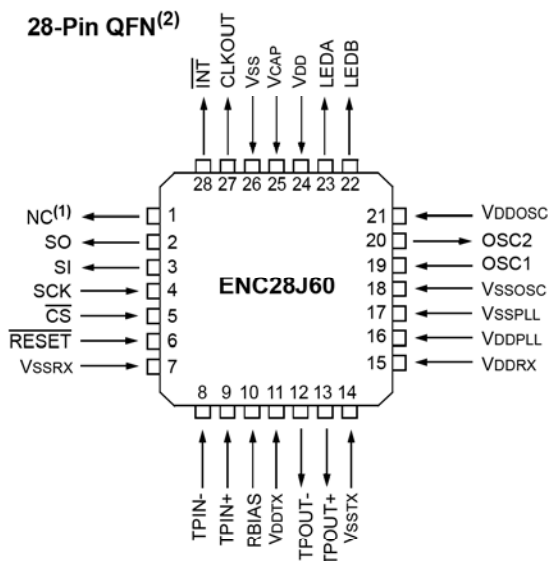 28-Pin QFN(2)
INT
CLKOUT
VSS
VCAP
VDD
LEDA
LEDB
28 27 26 25 24 23 22
NC(1) 1
SO 2
SI 3
SCK 4
CS 5
RESET 6
VSSRX 7
ENC28J60
21 VDDOSC
20 OSC2
19 OSC1
18 VSSOSC
17 VSSPLL
16 VDDPLL
15 VDDRX
8 9 10 11 12 13 14
TPIN-
TPIN+
RBIAS
VDDTX
TPOUT-
TPOUT+
VSSTX